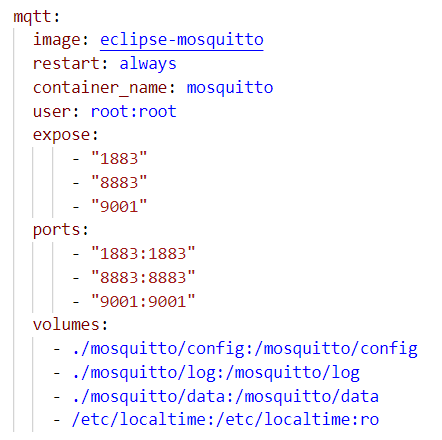 mqtt:
  image: eclipse-mosquitto
  restart: always
  container_name: mosquitto
  user: root:root
  expose:
      - "1883"
      - "8883"
      - "9001"
  ports:
      - "1883:1883"
      - "8883:8883"
      - "9001:9001"
  volumes:
    - ./mosquitto/config:/mosquitto/config
    - ./mosquitto/log:/mosquitto/log
    - ./mosquitto/data:/mosquitto/data
    - /etc/localtime:/etc/localtime:ro